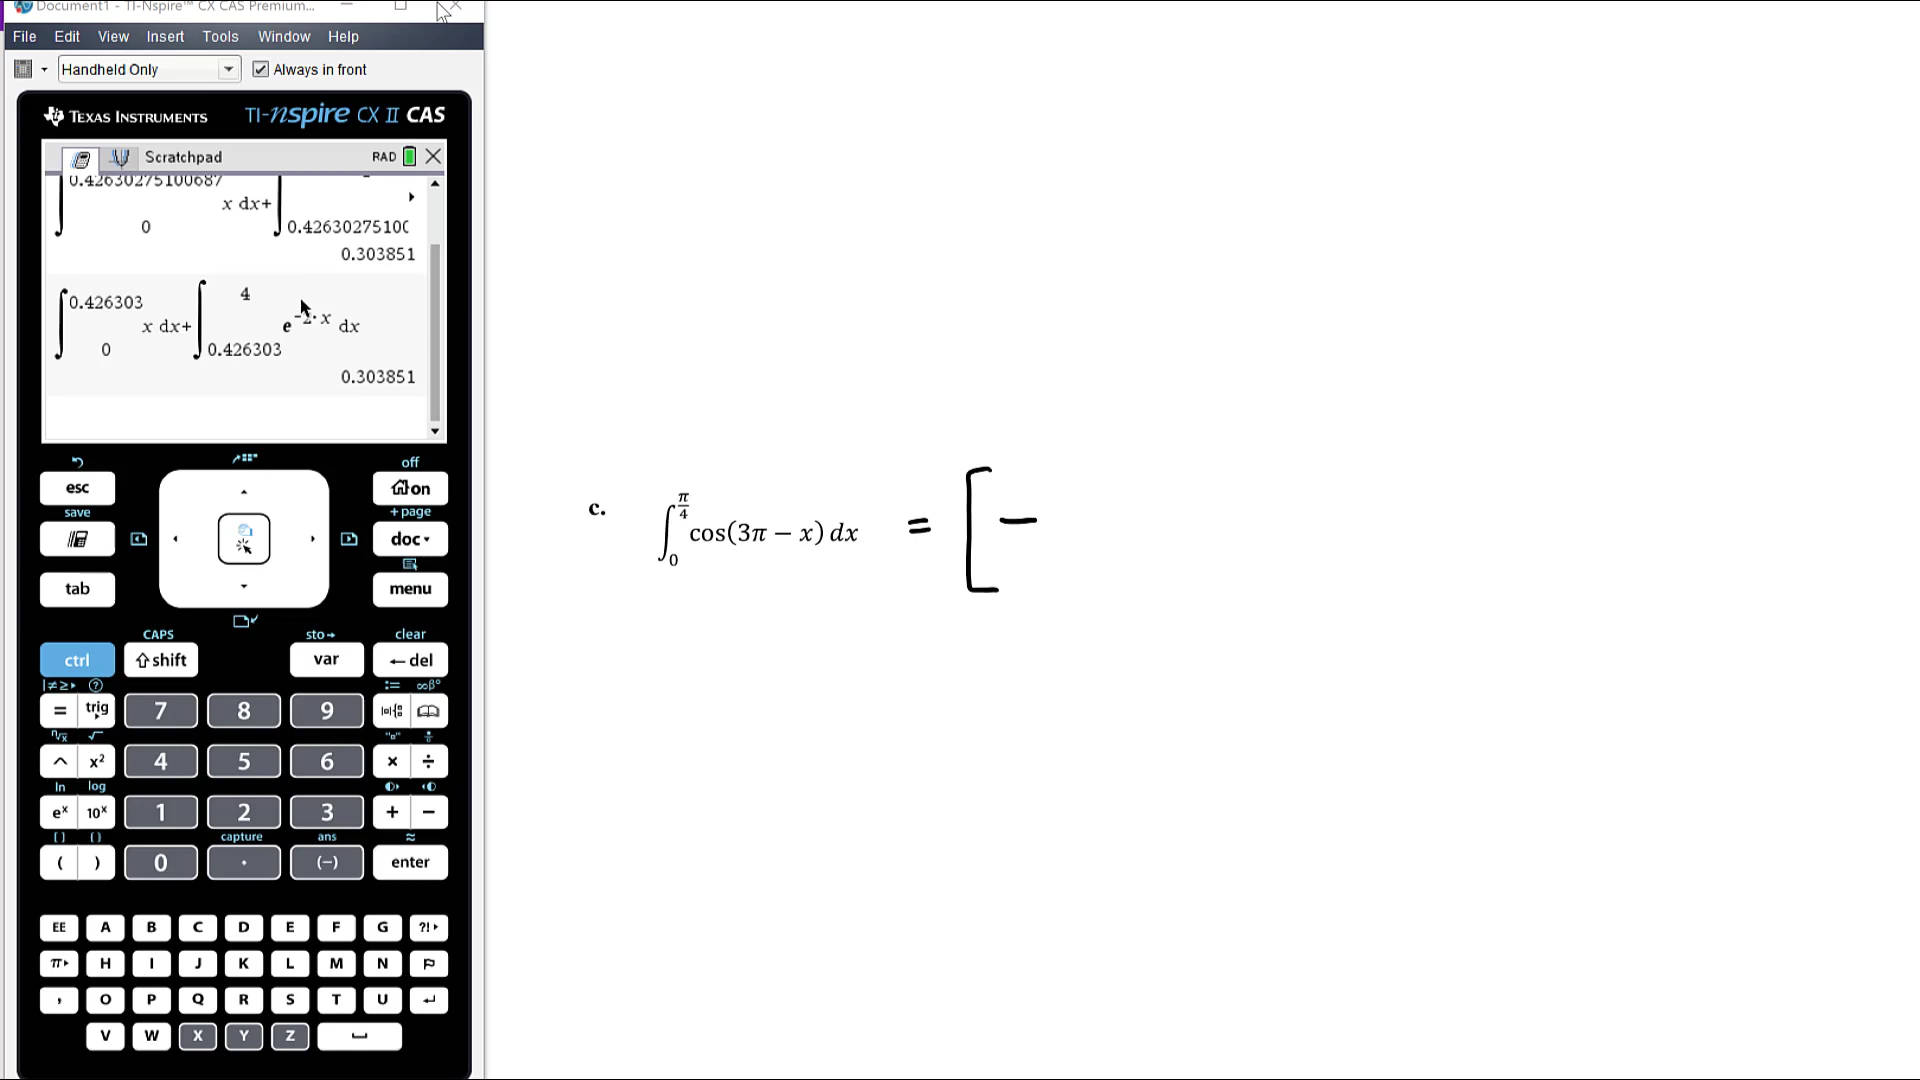 Document1 - TI-Nspire™ CX CAS Premium...
File Edit View Insert Tools Window Help
Handheld Only Always in front
TEXAS INSTRUMENTS TI-nspire CX II CAS
Scratchpad RAD
0.42630275100687
x dx+
0 0.4263027510
0.303851
0.426303 4
∫ x dx+ ∫ e^-2·x dx
0 0.426303
0.303851
c. ∫_0^{π/4} cos(3π − x) dx = [ −
off
esc on
save + page
doc
tab menu
CAPS sto→ clear
ctrl shift var ← del
|≠≥▸ ? := ∞β°
= trig 7 8 9
ⁿ√x √
^ x² 4 5 6 × ÷
ln log
eˣ 10ˣ 1 2 3 + −
[ ] { } capture ans ≈
( ) 0 . (−) enter
EE A B C D E F G ?!▸
π▸ H I J K L M N
, O P Q R S T U ↵
V W X Y Z